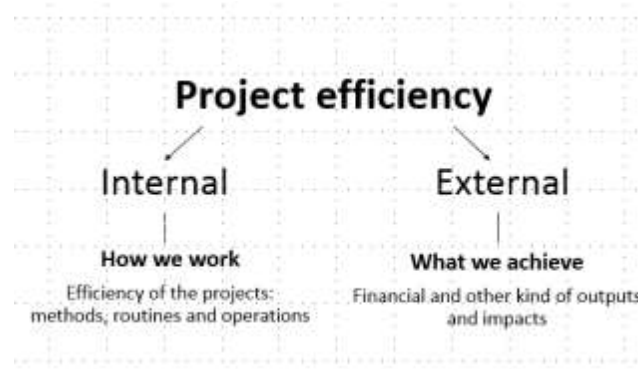 Project efficiency
Internal
External
How we work
Efficiency of the projects:
methods, routines and operations
What we achieve
Financial and other kind of outputs
and impacts